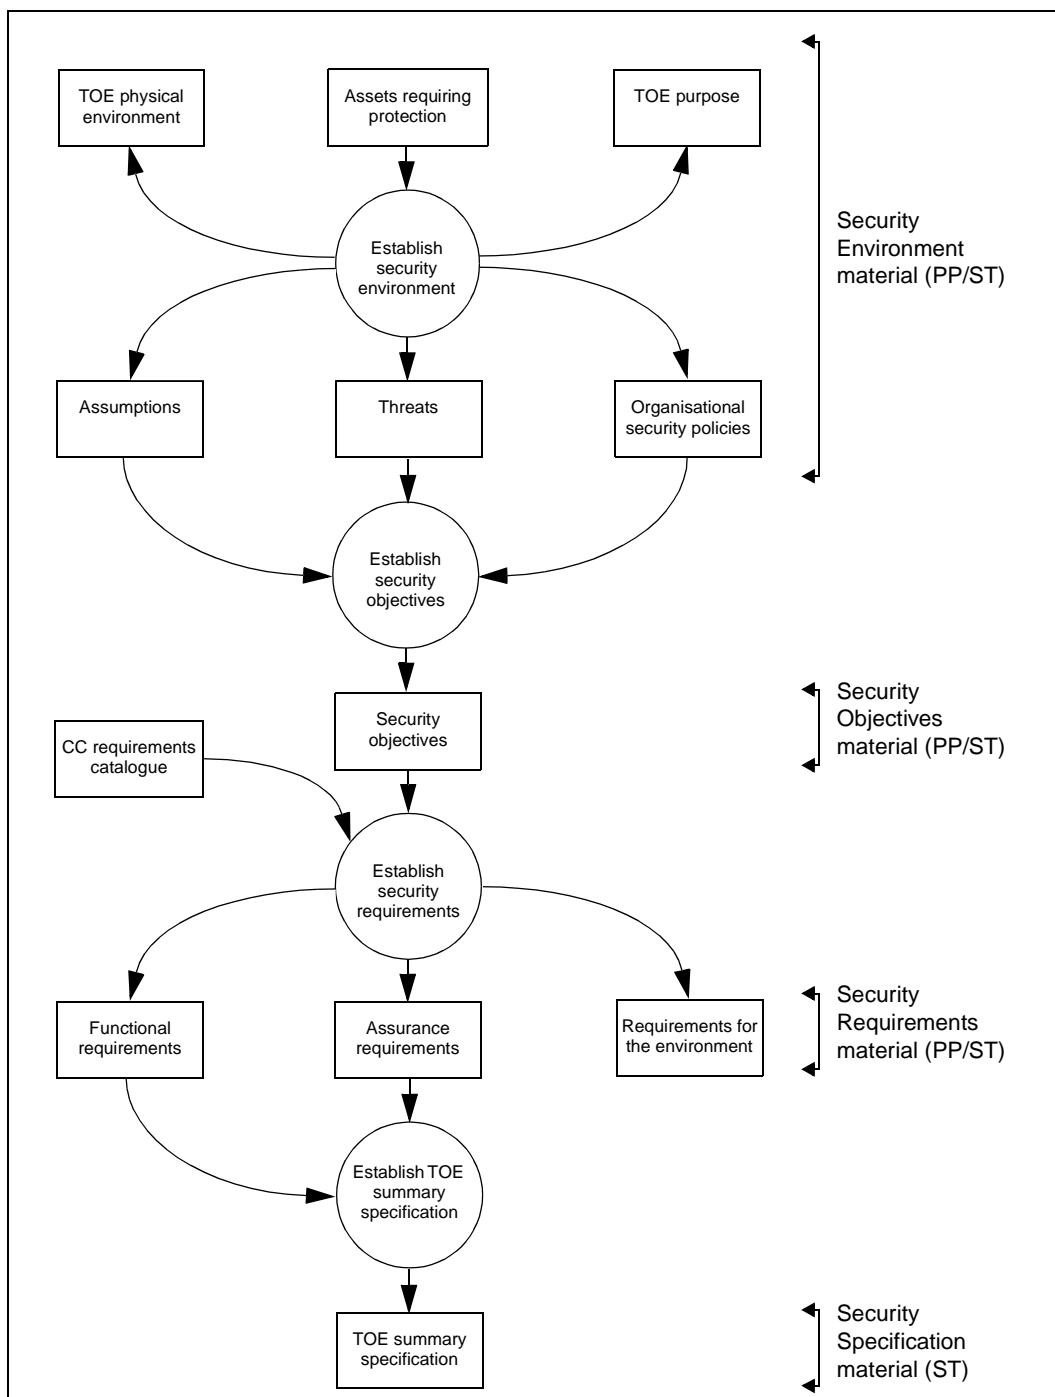 TOE physical
environment
Assets requiring
protection
TOE purpose
Security
Environment
material (PP/ST)
Establish
security
environment
Assumptions
Threats
Organisational
security policies
Establish
security
objectives
Security
objectives
Security
Objectives
material (PP/ST)
CC requirements
catalogue
Establish
security
requirements
Functional
requirements
Assurance
requirements
Requirements for
the environment
Security
Requirements
material (PP/ST)
Establish TOE
summary
specification
TOE summary
specification
Security
Specification
material (ST)